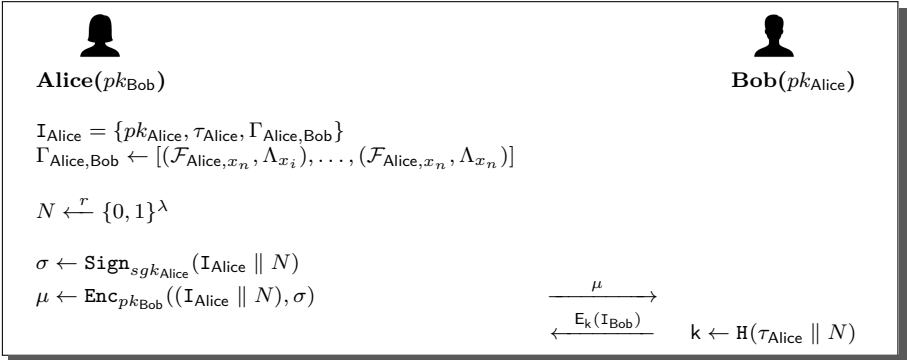 Alice(pk_Bob) Bob(pk_Alice)
I_Alice = {pk_Alice, τ_Alice, Γ_Alice,Bob}
Γ_Alice,Bob ← [(F_Alice,x_n, Λ_x_i), . . . , (F_Alice,x_n, Λ_x_n)]
N ←^r {0, 1}^λ
σ ← Sign_sgk_Alice(I_Alice ∥ N)
μ ← Enc_pk_Bob((I_Alice ∥ N), σ) μ
E_k(I_Bob) k ← H(τ_Alice ∥ N)